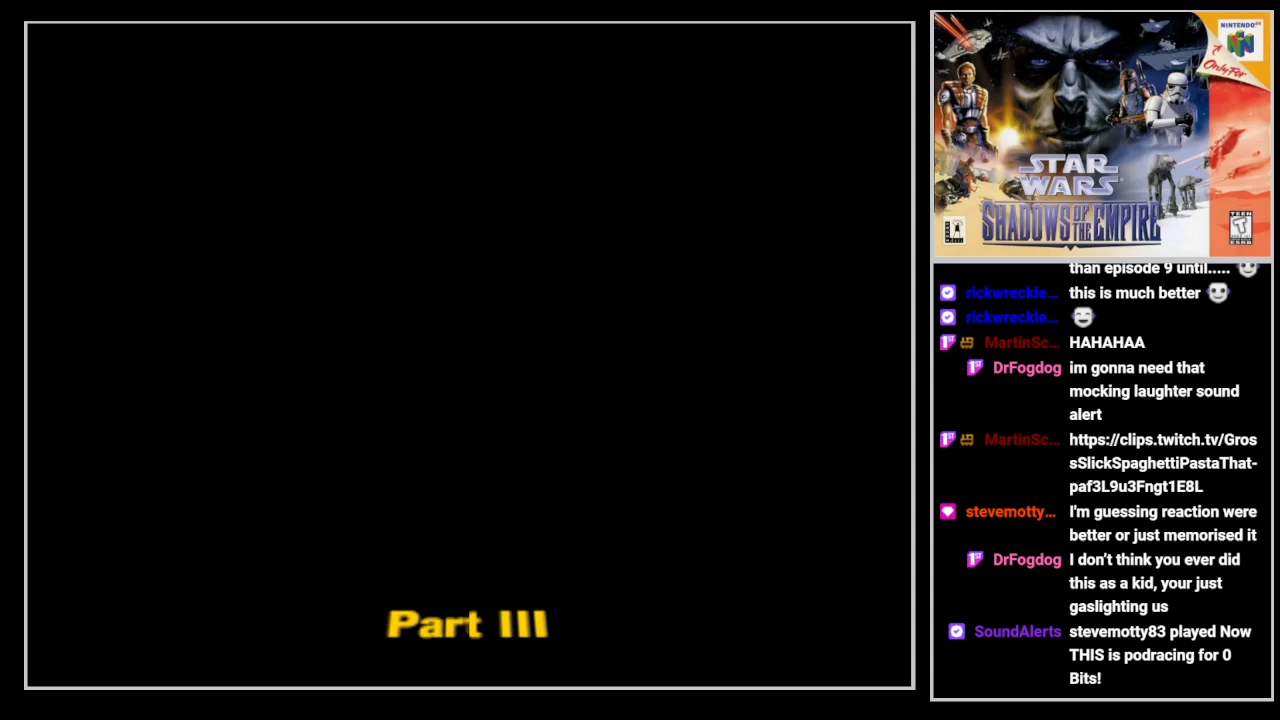 Part III
NINTENDO 64
Only For
STAR
WARS
SHADOWS OF THE EMPIRE
TEEN
T
ESRB
than episode 9 until.....
rickwreckle... this is much better
rickwreckle...
MartinSc... HAHAHAA
DrFogdog im gonna need that
mocking laughter sound
alert
MartinSc... https://clips.twitch.tv/Gros
sSlickSpaghettiPastaThat-
paf3L9u3Fngt1E8L
stevemotty... I'm guessing reaction were
better or just memorised it
DrFogdog I don't think you ever did
this as a kid, your just
gaslighting us
SoundAlerts stevemotty83 played Now
THIS is podracing for 0
Bits!